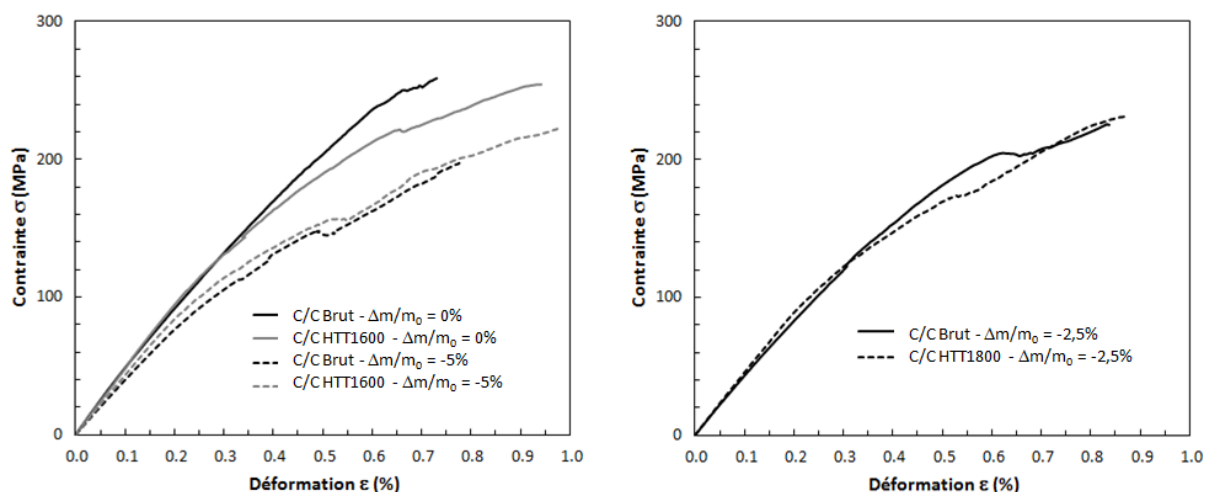 300
200
100
0
Contrainte σ (MPa)
C/C Brut - Δm/m₀ = 0%
C/C HTT1600 - Δm/m₀ = 0%
C/C Brut - Δm/m₀ = -5%
C/C HTT1600 - Δm/m₀ = -5%
0.0 0.1 0.2 0.3 0.4 0.5 0.6 0.7 0.8 0.9 1.0
Déformation ε (%)
300
200
100
0
Contrainte σ (MPa)
C/C Brut - Δm/m₀ = -2,5%
C/C HTT1800 - Δm/m₀ = -2,5%
0.0 0.1 0.2 0.3 0.4 0.5 0.6 0.7 0.8 0.9 1.0
Déformation ε (%)